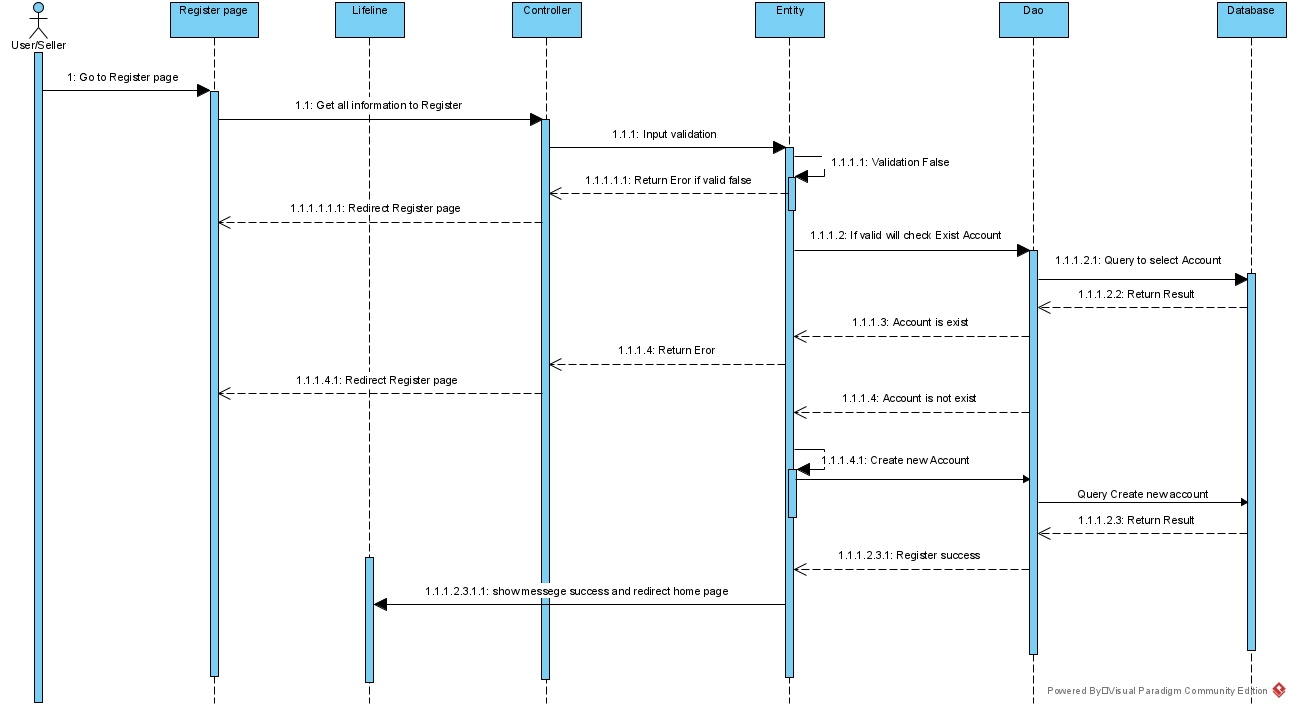 User/Seller
Register page
Lifeline
Controller
Entity
Dao
Database
1: Go to Register page
1.1: Get all information to Register
1.1.1: Input validation
1.1.1.1: Validation False
1.1.1.1.1: Return Eror if valid false
1.1.1.1.1.1: Redirect Register page
1.1.1.2: If valid will check Exist Account
1.1.1.2.1: Query to select Account
1.1.1.2.2: Return Result
1.1.1.3: Account is exist
1.1.1.4: Return Eror
1.1.1.4.1: Redirect Register page
1.1.1.4: Account is not exist
1.1.1.4.1: Create new Account
Query Create new account
1.1.1.2.3: Return Result
1.1.1.2.3.1: Register success
1.1.1.2.3.1.1: show messege success and redirect home page
Powered By Visual Paradigm Community Edition